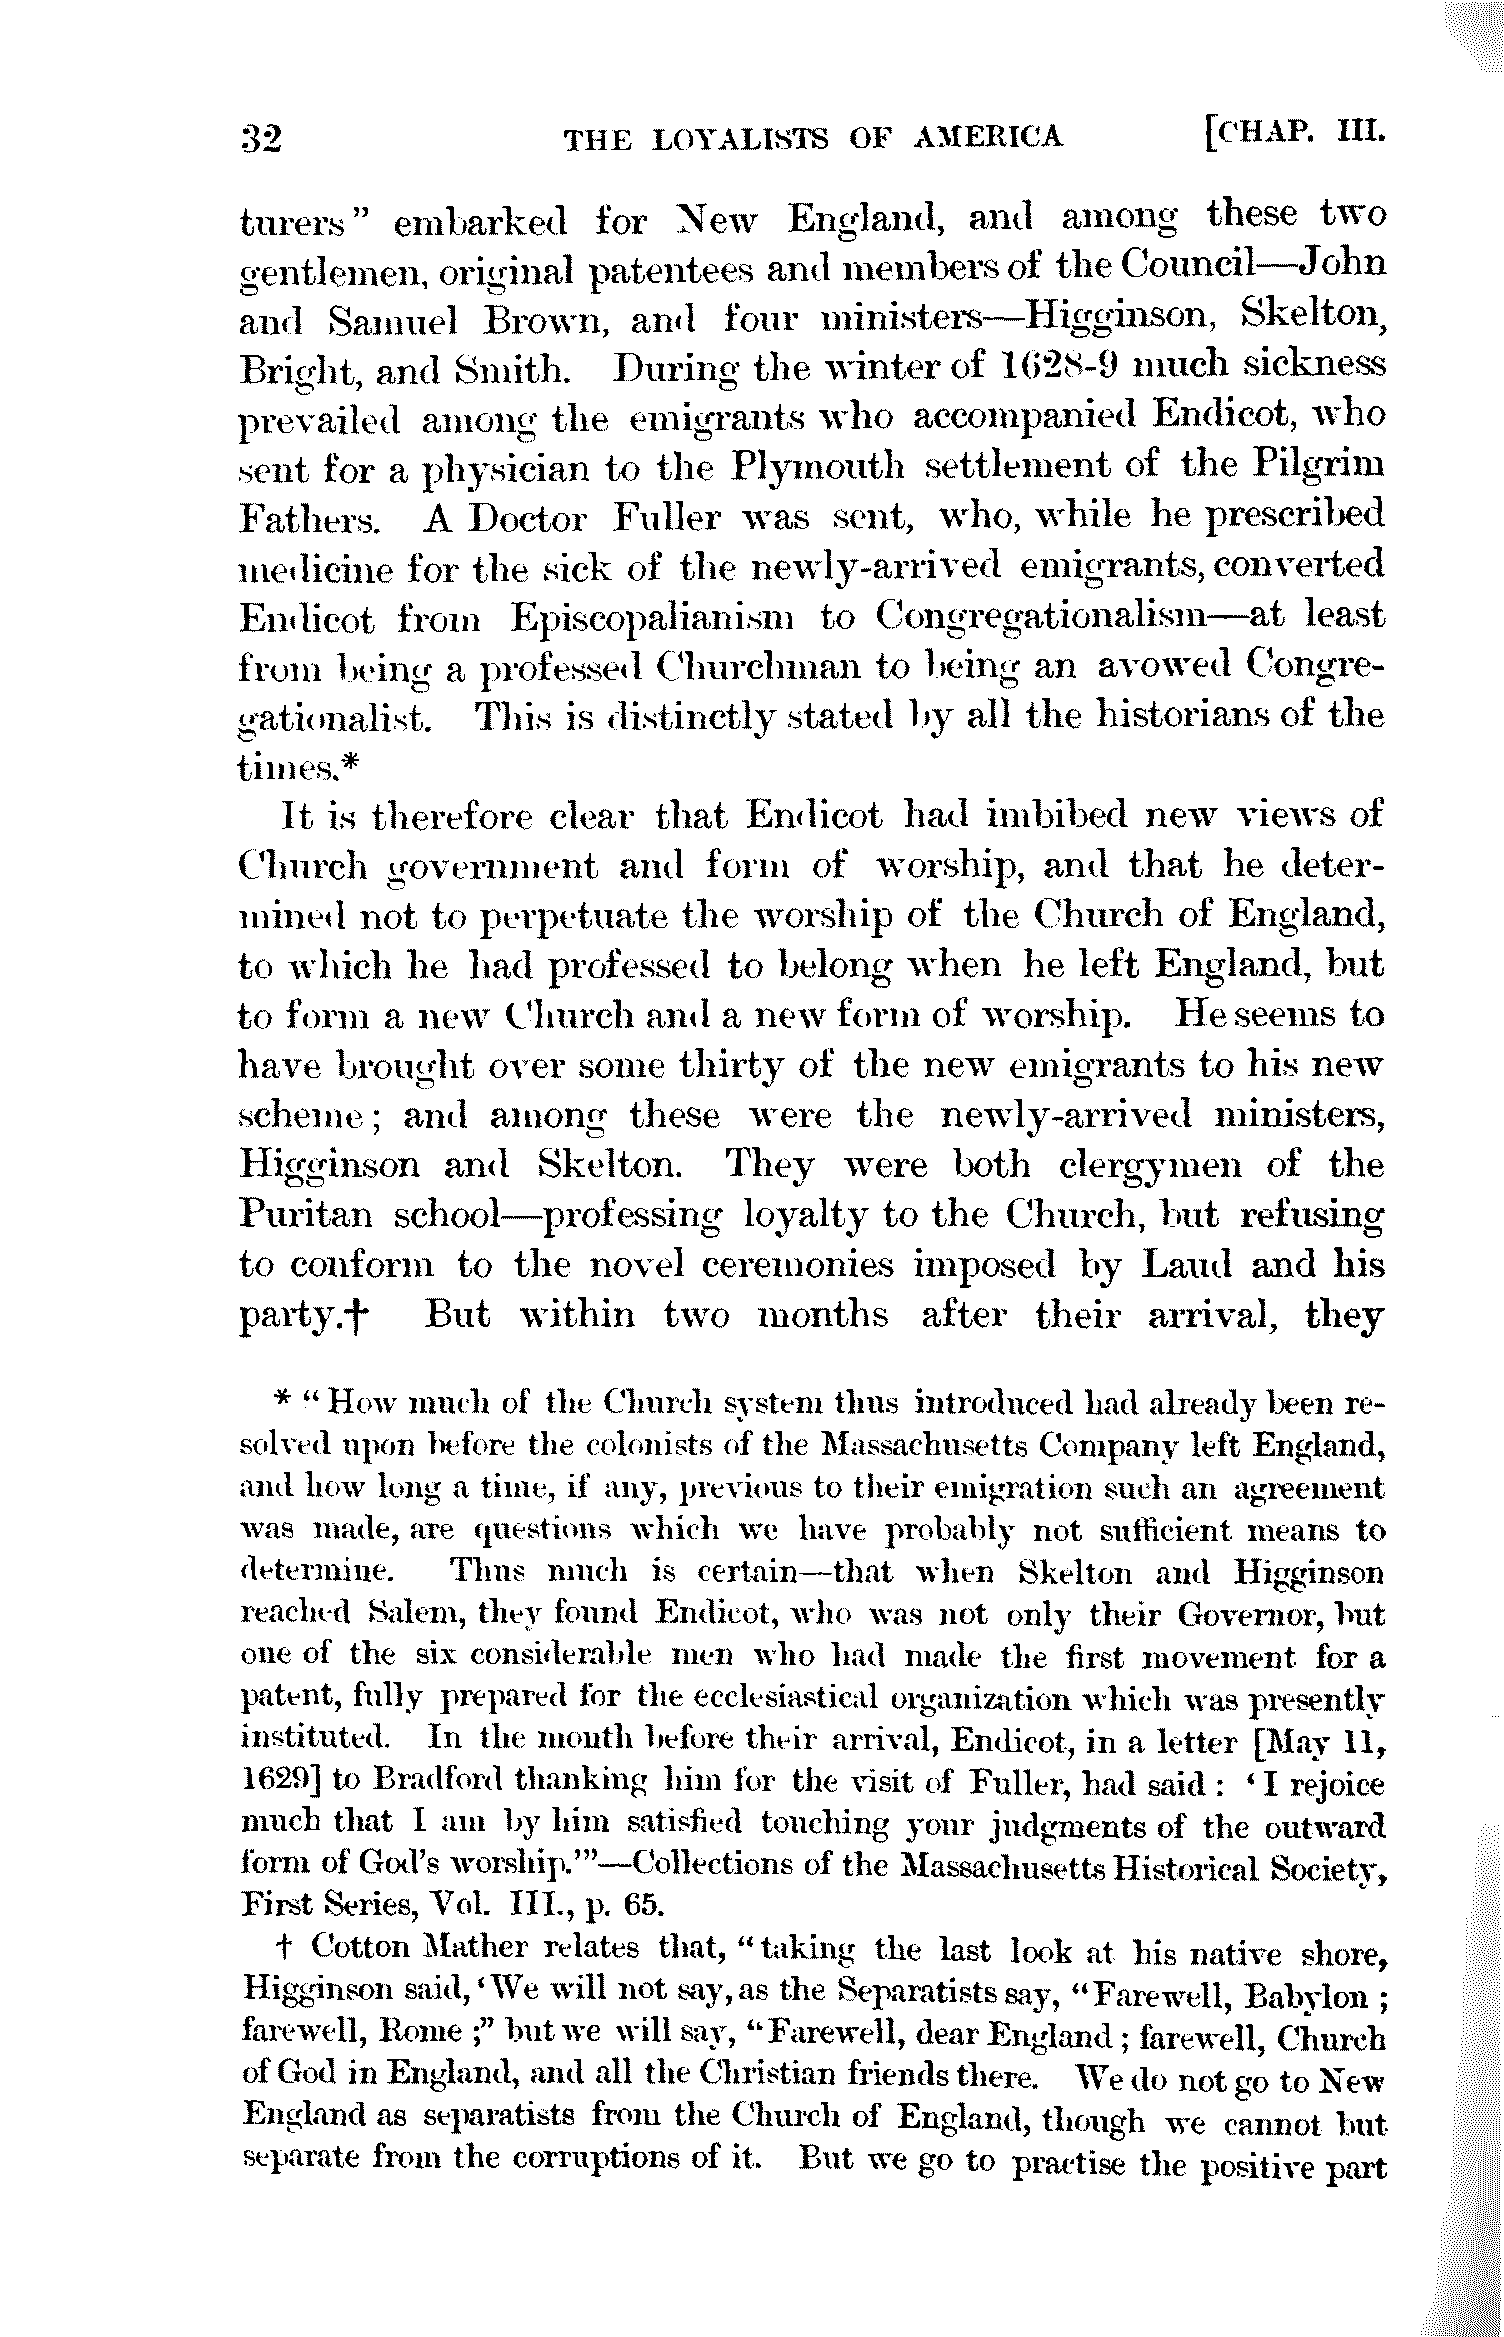 32 THE LOYALISTS OF AMERICA [CHAP. III.
turers" embarked for New England, and among these two
gentlemen, original patentees and members of the Council—John
and Samuel Brown, and four ministers—Higginson, Skelton,
Bright, and Smith. During the winter of 1628-9 much sickness
prevailed among the emigrants who accompanied Endicot, who
sent for a physician to the Plymouth settlement of the Pilgrim
Fathers. A Doctor Fuller was sent, who, while he prescribed
medicine for the sick of the newly-arrived emigrants, converted
Endicot from Episcopalianism to Congregationalism—at least
from being a professed Churchman to being an avowed Congre-
gationalist. This is distinctly stated by all the historians of the
times.*
It is therefore clear that Endicot had imbibed new views of
Church government and form of worship, and that he deter-
mined not to perpetuate the worship of the Church of England,
to which he had professed to belong when he left England, but
to form a new Church and a new form of worship. He seems to
have brought over some thirty of the new emigrants to his new
scheme; and among these were the newly-arrived ministers,
Higginson and Skelton. They were both clergymen of the
Puritan school—professing loyalty to the Church, but refusing
to conform to the novel ceremonies imposed by Laud and his
party.† But within two months after their arrival, they
* "How much of the Church system thus introduced had already been re-
solved upon before the colonists of the Massachusetts Company left England,
and how long a time, if any, previous to their emigration such an agreement
was made, are questions which we have probably not sufficient means to
determine. Thus much is certain—that when Skelton and Higginson
reached Salem, they found Endicot, who was not only their Governor, but
one of the six considerable men who had made the first movement for a
patent, fully prepared for the ecclesiastical organization which was presently
instituted. In the month before their arrival, Endicot, in a letter [May 11,
1629] to Bradford thanking him for the visit of Fuller, had said: 'I rejoice
much that I am by him satisfied touching your judgments of the outward
form of God's worship.'"—Collections of the Massachusetts Historical Society,
First Series, Vol. III., p. 65.
† Cotton Mather relates that, "taking the last look at his native shore,
Higginson said, 'We will not say, as the Separatists say, "Farewell, Babylon;
farewell, Rome;" but we will say, "Farewell, dear England; farewell, Church
of God in England, and all the Christian friends there. We do not go to New
England as separatists from the Church of England, though we cannot but
separate from the corruptions of it. But we go to practise the positive part